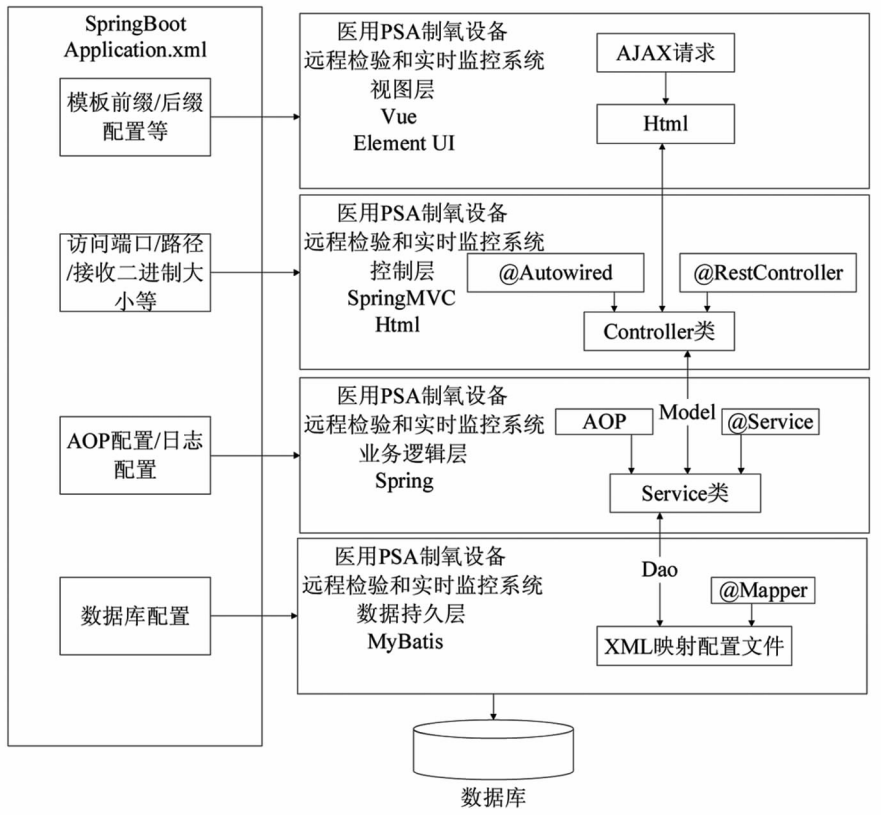 SpringBoot
Application.xml
模板前缀/后缀
配置等
访问端口/路径
/接收二进制大
小等
AOP配置/日志
配置
数据库配置
医用PSA制氧设备
远程检验和实时监控系统
视图层
Vue
Element UI
AJAX请求
Html
医用PSA制氧设备
远程检验和实时监控系统
控制层
SpringMVC
Html
@Autowired
@RestController
Controller类
医用PSA制氧设备
远程检验和实时监控系统
业务逻辑层
Spring
AOP
Model
@Service
Service类
医用PSA制氧设备
远程检验和实时监控系统
数据持久层
MyBatis
Dao
@Mapper
XML映射配置文件
数据库